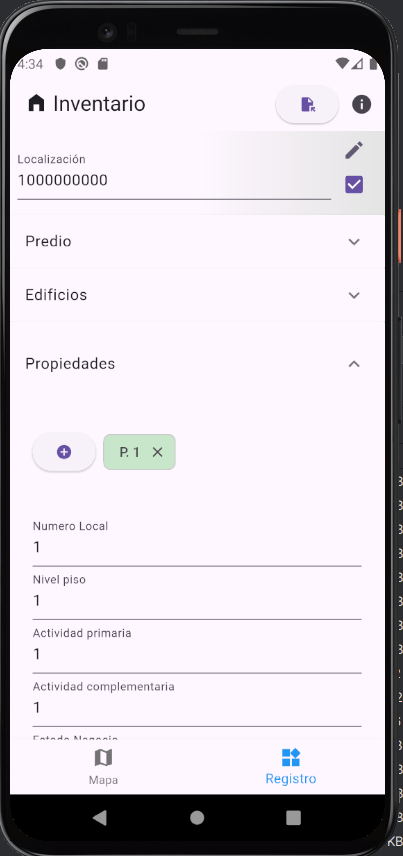 4:34
Inventario
Localización
1000000000
Predio
Edificios
Propiedades
P. 1
Numero Local
1
Nivel piso
1
Actividad primaria
1
Actividad complementaria
1
Estado Negocio
Mapa
Registro
KB